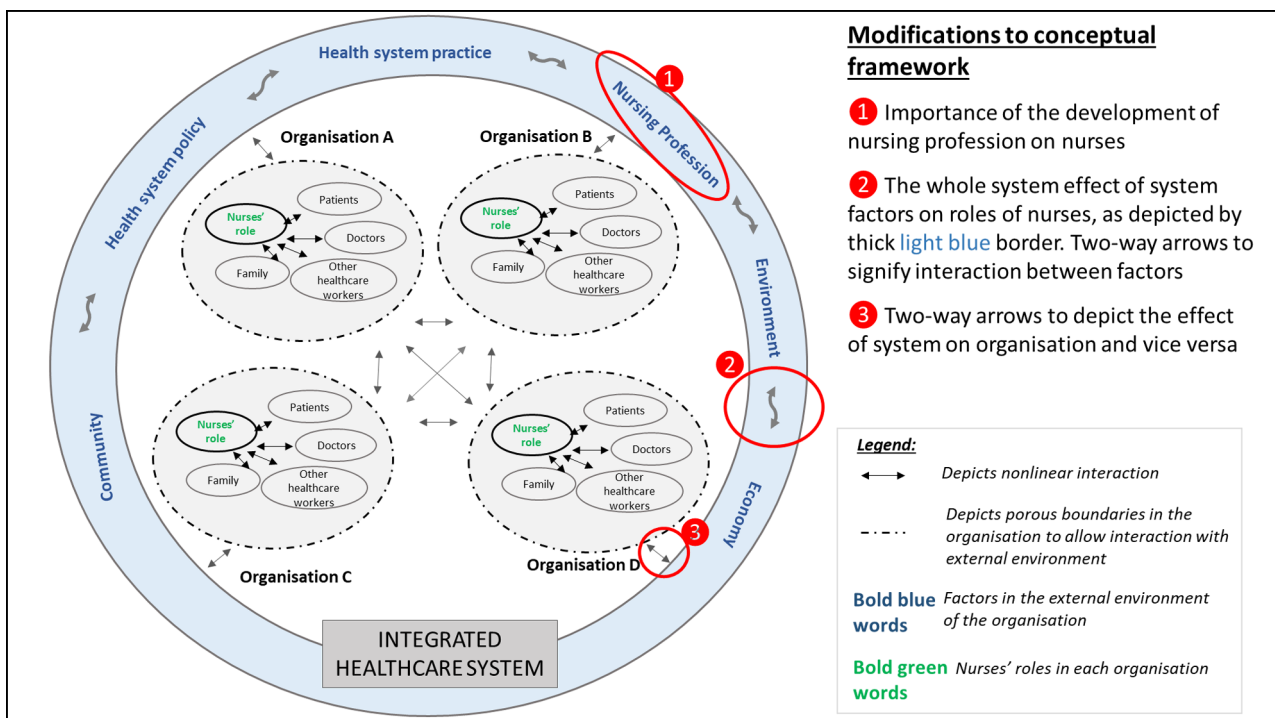 Health system practice
Nursing Profession
Health system policy
Environment
Community
Economy
1
2
3
Organisation A
Patients
Nurses'
role
Doctors
Family
Other
healthcare
workers
Organisation B
Patients
Nurses'
role
Doctors
Family
Other
healthcare
workers
Patients
Nurses'
role
Doctors
Family
Other
healthcare
workers
Organisation C
Patients
Nurses'
role
Doctors
Family
Other
healthcare
workers
Organisation D
INTEGRATED
HEALTHCARE SYSTEM
Modifications to conceptual
framework
1 Importance of the development of
nursing profession on nurses
2 The whole system effect of system
factors on roles of nurses, as depicted by
thick light blue border. Two-way arrows to
signify interaction between factors
3 Two-way arrows to depict the effect
of system on organisation and vice versa
Legend:
Depicts nonlinear interaction
Depicts porous boundaries in the
organisation to allow interaction with
external environment
Bold blue
words
Factors in the external environment
of the organisation
Bold green
words
Nurses' roles in each organisation